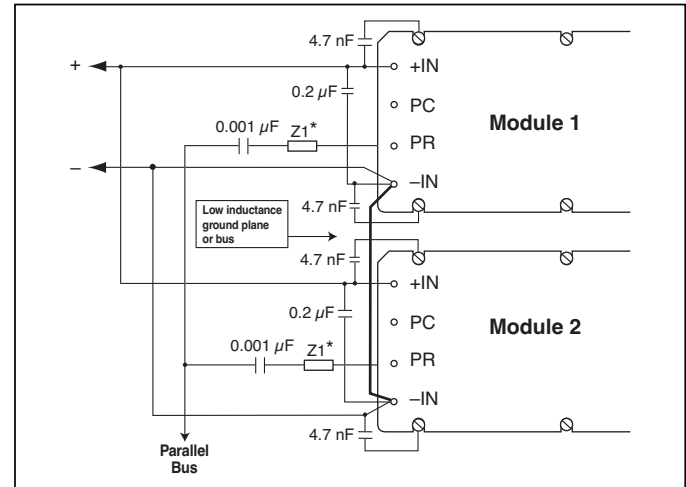 4.7 nF
+
+IN
0.2 µF
PC
Module 1
0.001 µF
Z1*
PR
–
–IN
4.7 nF
Low inductance
ground plane
or bus
4.7 nF
+IN
0.2 µF
PC
Module 2
0.001 µF
Z1*
PR
–IN
4.7 nF
Parallel
Bus